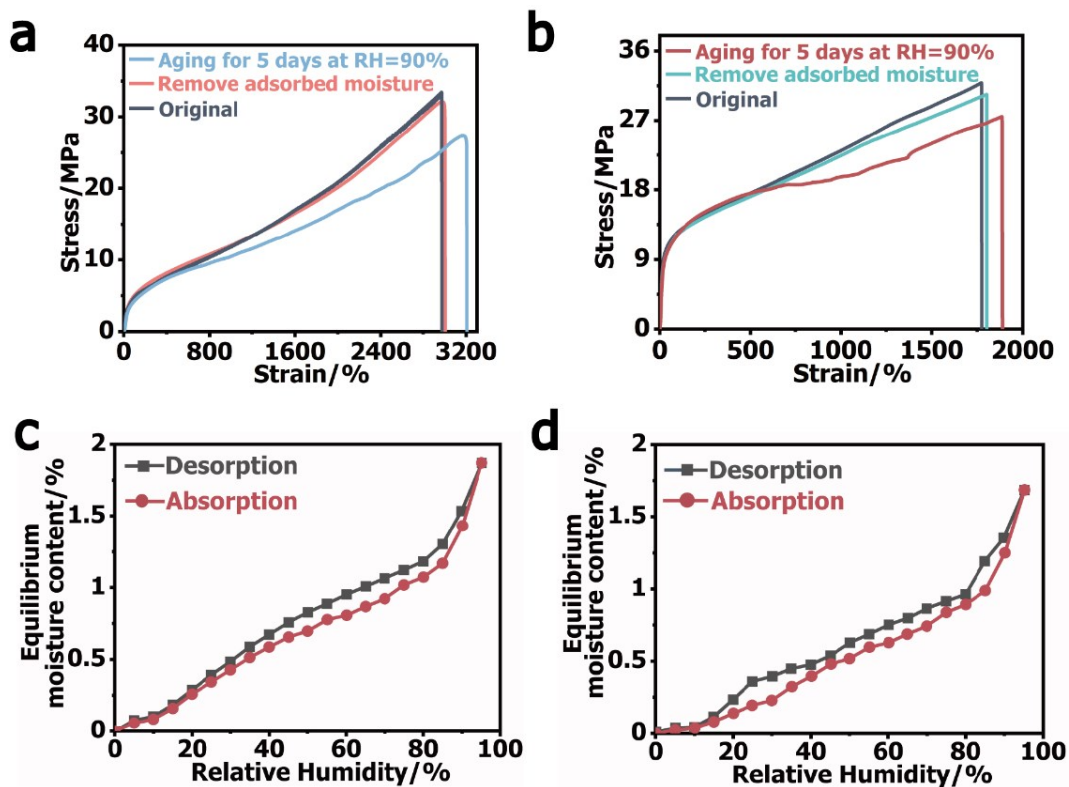 a
40
30
20
10
0
Stress/MPa
Aging for 5 days at RH=90%
Remove adsorbed moisture
Original
0 800 1600 2400 3200
Strain/%
b
36
27
18
9
0
Stress/MPa
Aging for 5 days at RH=90%
Remove adsorbed moisture
Original
0 500 1000 1500 2000
Strain/%
c
2
1.5
1
0.5
0
Equilibrium
moisture content/%
Desorption
Absorption
0 20 40 60 80 100
Relative Humidity/%
d
2
1.5
1
0.5
0
Equilibrium
moisture content/%
Desorption
Absorption
0 20 40 60 80 100
Relative Humidity/%